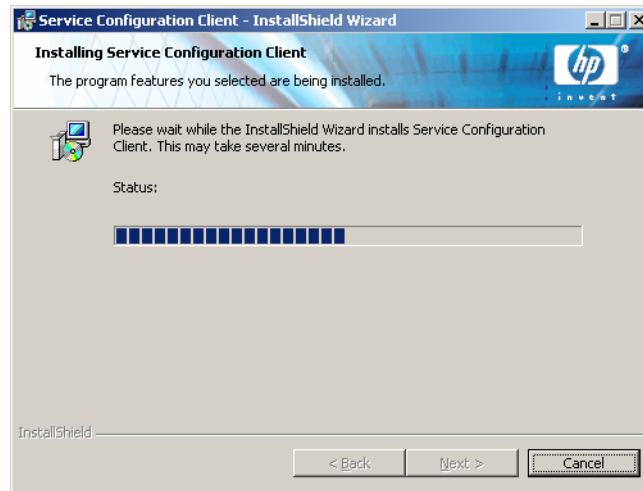 Service Configuration Client - InstallShield Wizard
Installing Service Configuration Client
The program features you selected are being installed.
hp
®
invent
Please wait while the InstallShield Wizard installs Service Configuration
Client. This may take several minutes.
Status:
InstallShield
< Back
Next >
Cancel